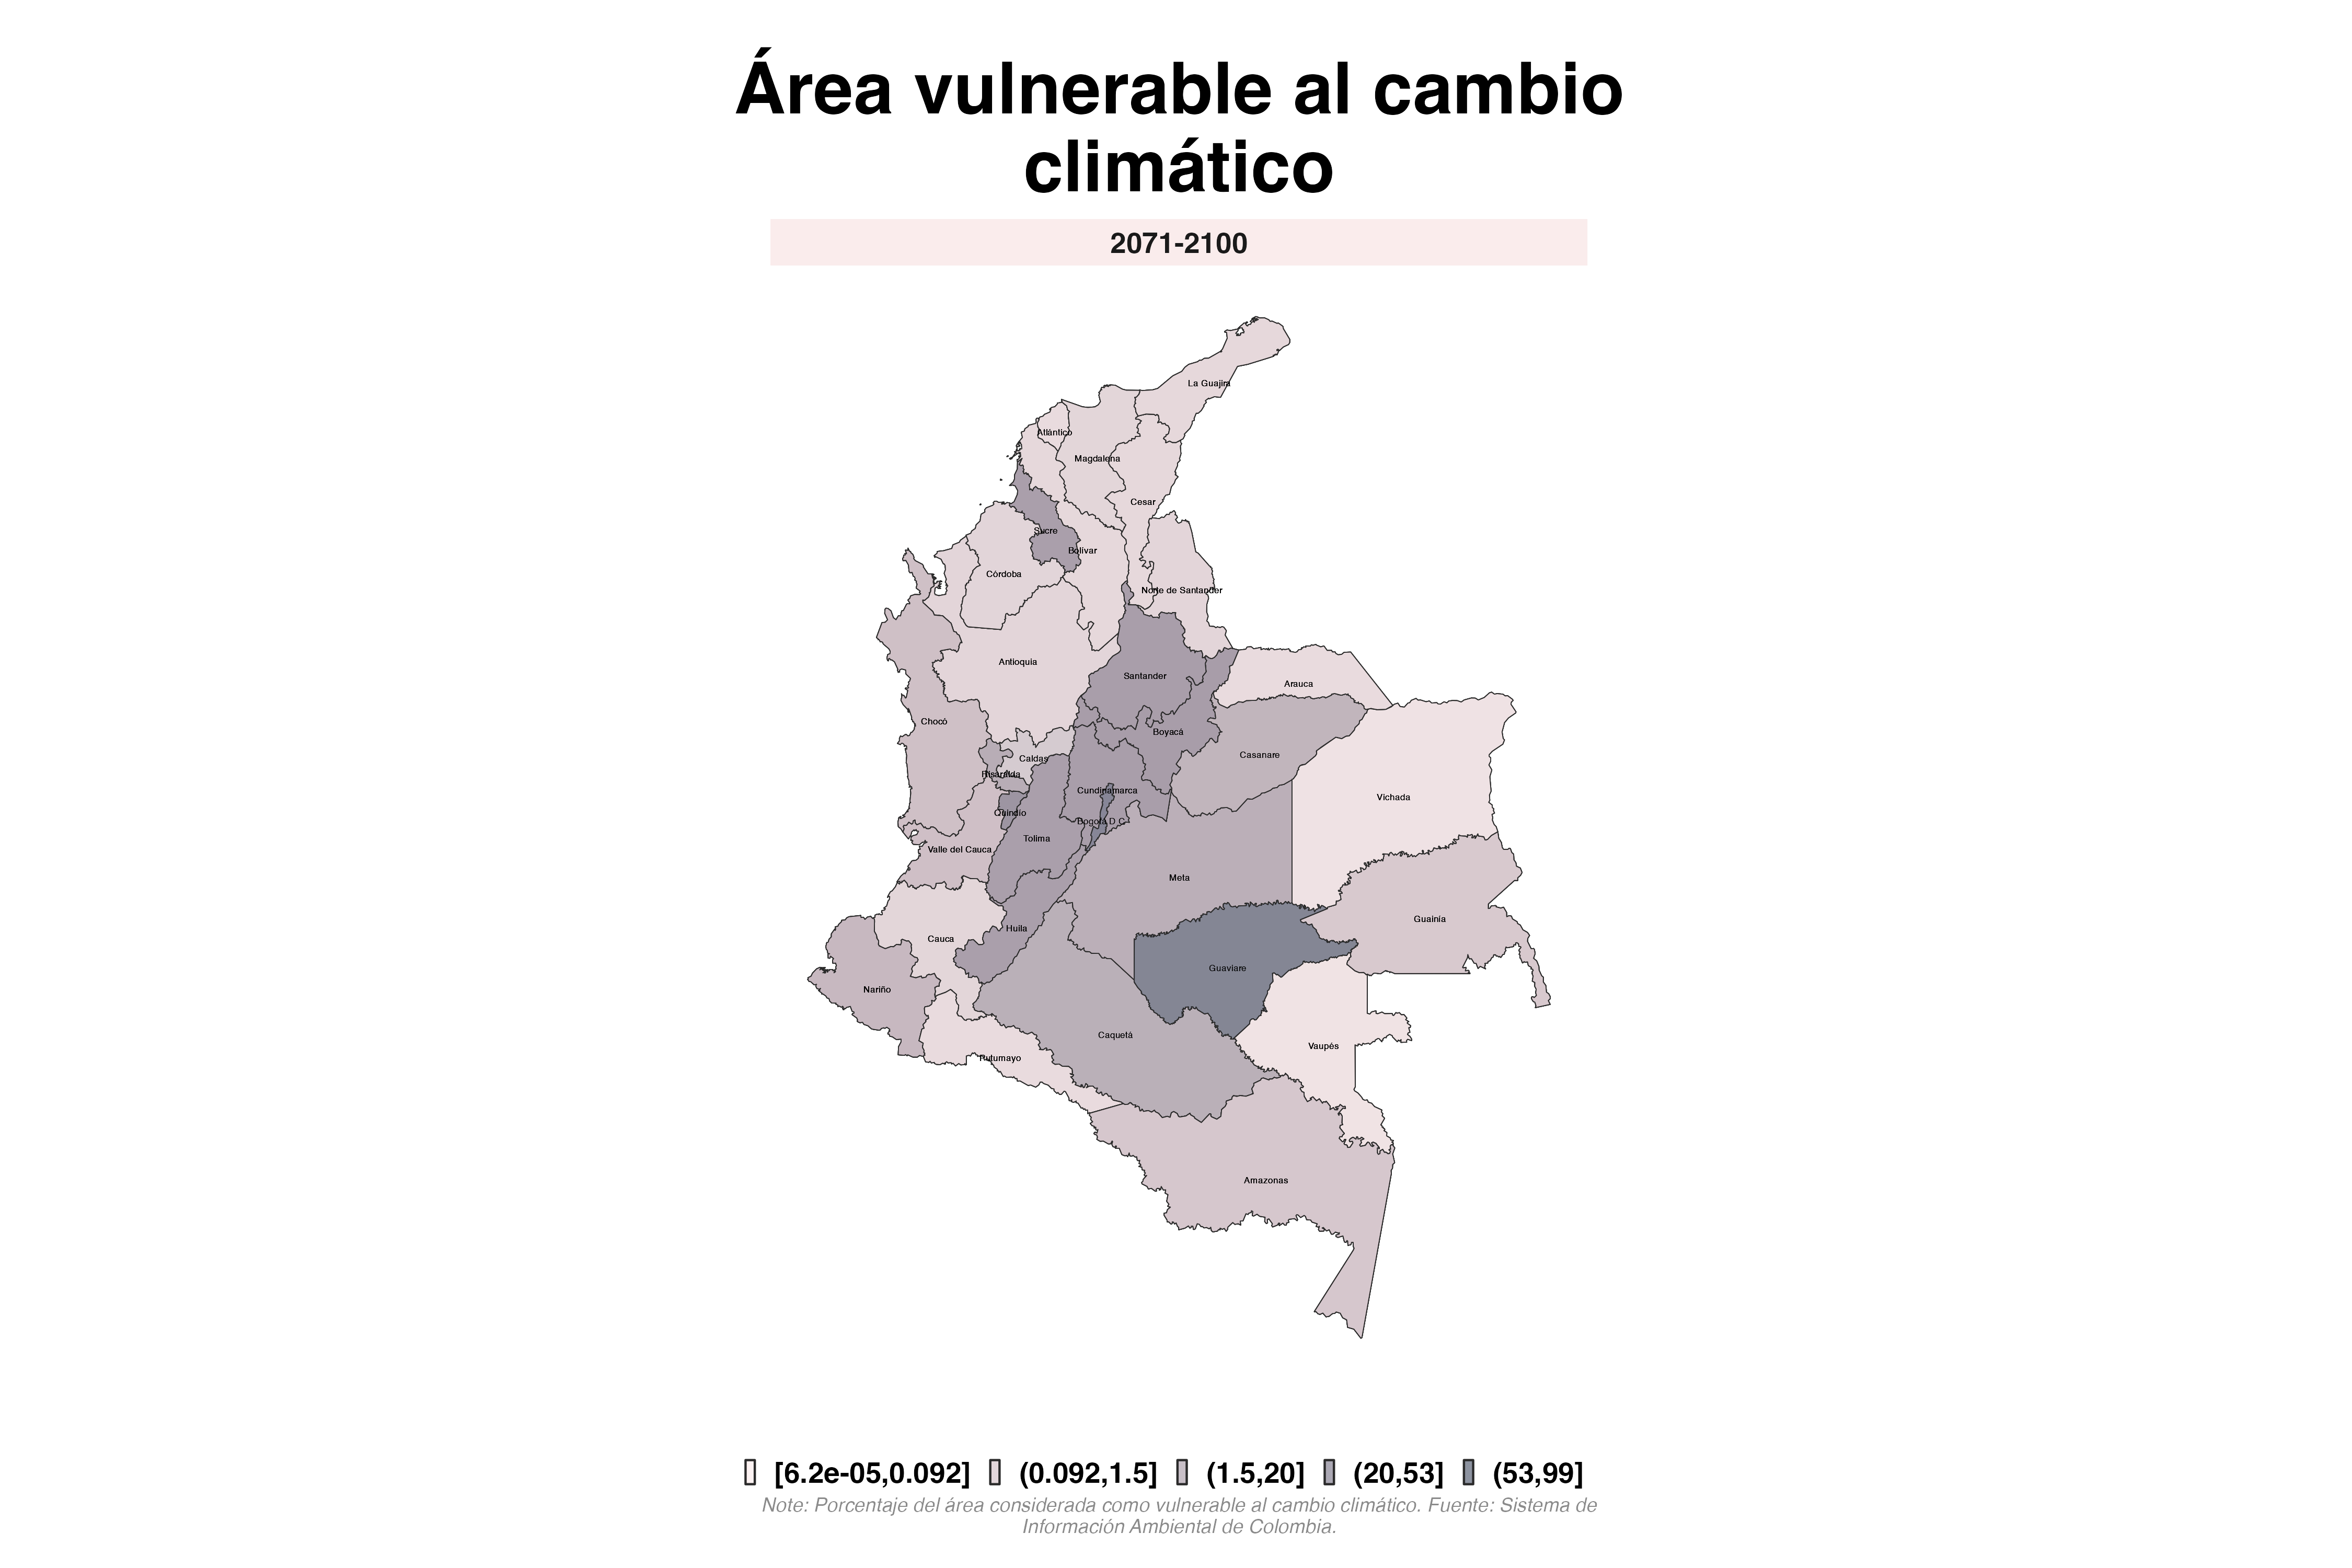 Área vulnerable al cambio
climático
2071-2100
La Guajira
Atlántico
Magdalena
Cesar
Sucre
Bolívar
Córdoba
Norte de Santander
Antioquia
Santander
Arauca
Chocó
Boyacá
Casanare
Caldas
Risaralda
Cundinamarca
Vichada
Quindío
Bogotá D.C.
Tolima
Valle del Cauca
Meta
Guainía
Huila
Cauca
Guaviare
Nariño
Caquetá
Vaupés
Putumayo
Amazonas
[6.2e-05,0.092] (0.092,1.5] (1.5,20] (20,53] (53,99]
Note: Porcentaje del área considerada como vulnerable al cambio climático. Fuente: Sistema de
Información Ambiental de Colombia.